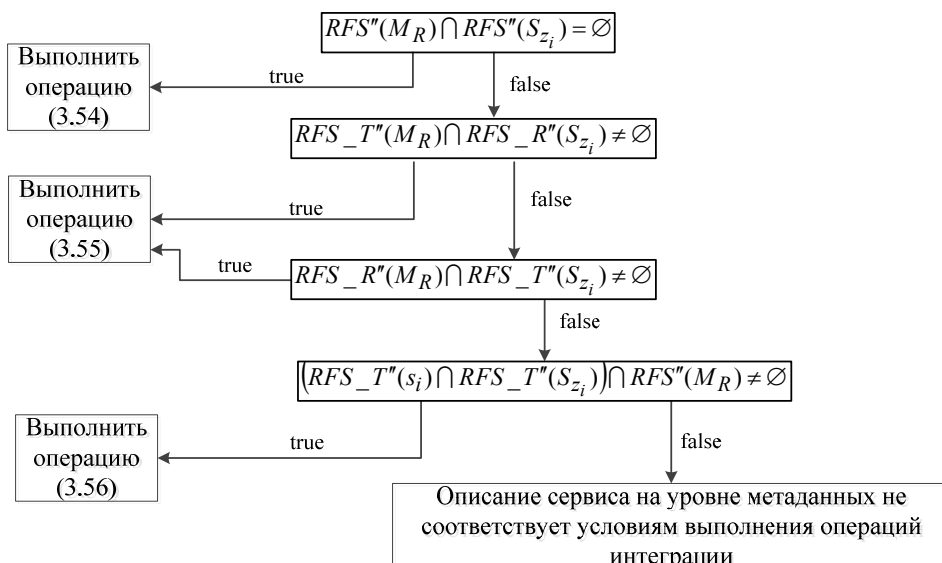 RFS″(M_R) ⋂ RFS″(S_{z_i}) = ∅
Выполнить
операцию
(3.54)
true
false
RFS_T″(M_R) ⋂ RFS_R″(S_{z_i}) ≠ ∅
Выполнить
операцию
(3.55)
true
false
true
RFS_R″(M_R) ⋂ RFS_T″(S_{z_i}) ≠ ∅
false
(RFS_T″(s_i) ⋂ RFS_T″(S_{z_i})) ⋂ RFS″(M_R) ≠ ∅
Выполнить
операцию
(3.56)
true
false
Описание сервиса на уровне метаданных не
соответствует условиям выполнения операций
интеграции